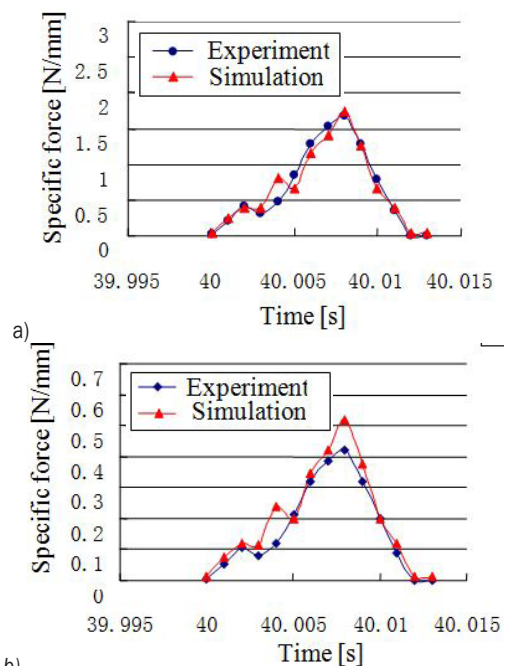 3
2.5
2
1.5
1
0.5
0
Specific force [N/mm]
Experiment
Simulation
39.995 40 40.005 40.01 40.015
Time [s]
a)
0.7
0.6
0.5
0.4
0.3
0.2
0.1
0
Specific force [N/mm]
Experiment
Simulation
39.995 40 40.005 40.01 40.015
Time [s]
b)